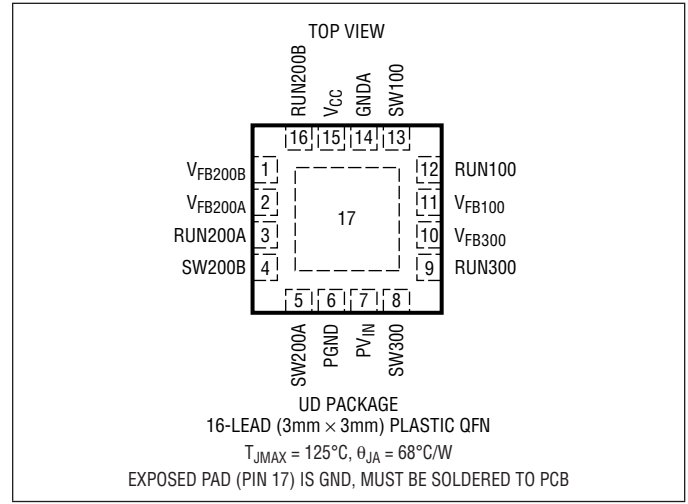 TOP VIEW
RUN200B
VCC
GNDA
SW100
16 15 14 13
VFB200B 1
VFB200A 2
RUN200A 3
SW200B 4
17
12 RUN100
11 VFB100
10 VFB300
9 RUN300
5 6 7 8
SW200A
PGND
PVIN
SW300
UD PACKAGE
16-LEAD (3mm × 3mm) PLASTIC QFN
TJMAX = 125°C, θJA = 68°C/W
EXPOSED PAD (PIN 17) IS GND, MUST BE SOLDERED TO PCB